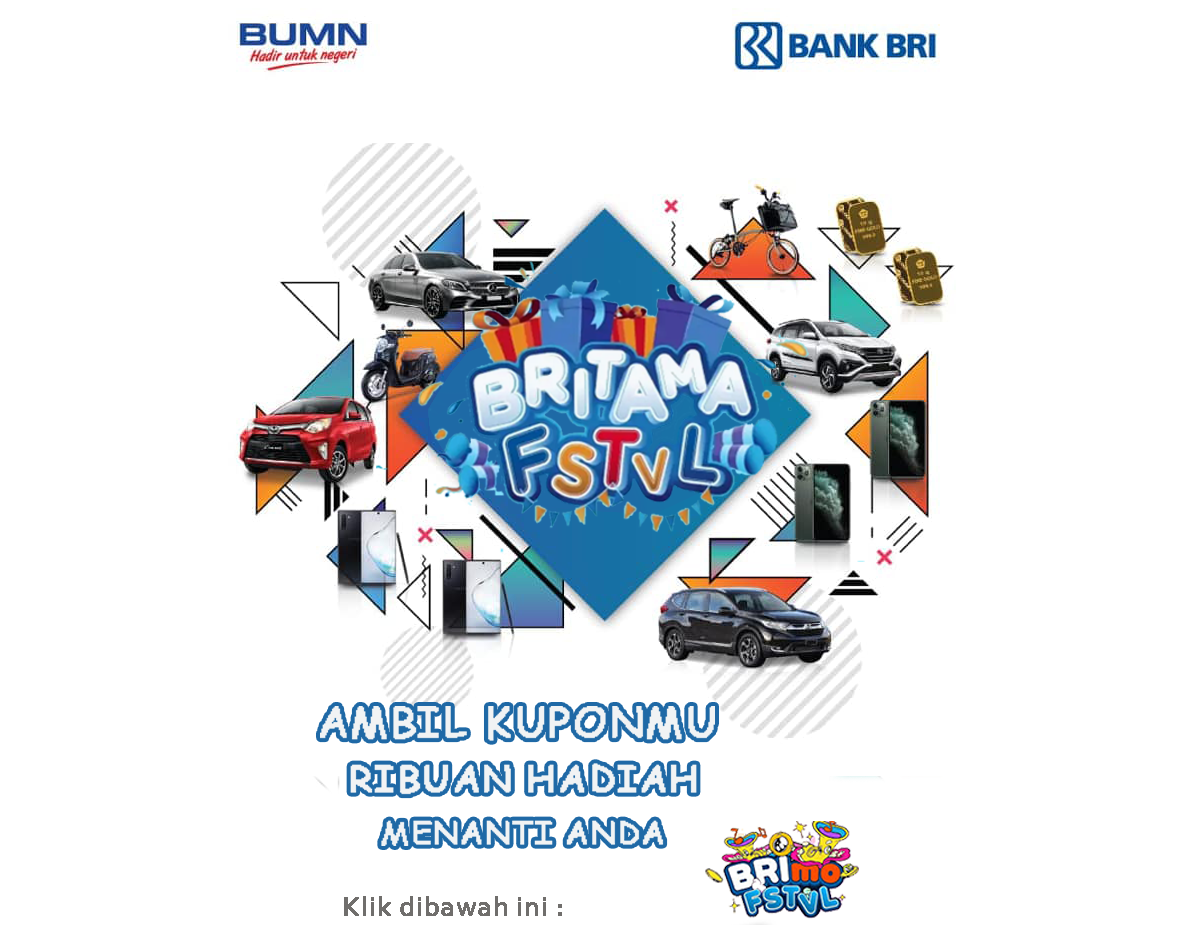 BUMN
Hadir untuk negeri
BANK BRI
BRITAMA
FSTVL
AMBIL KUPONMU
RIBUAN HADIAH
MENANTI ANDA
BRImo
FSTVL
Klik dibawah ini :